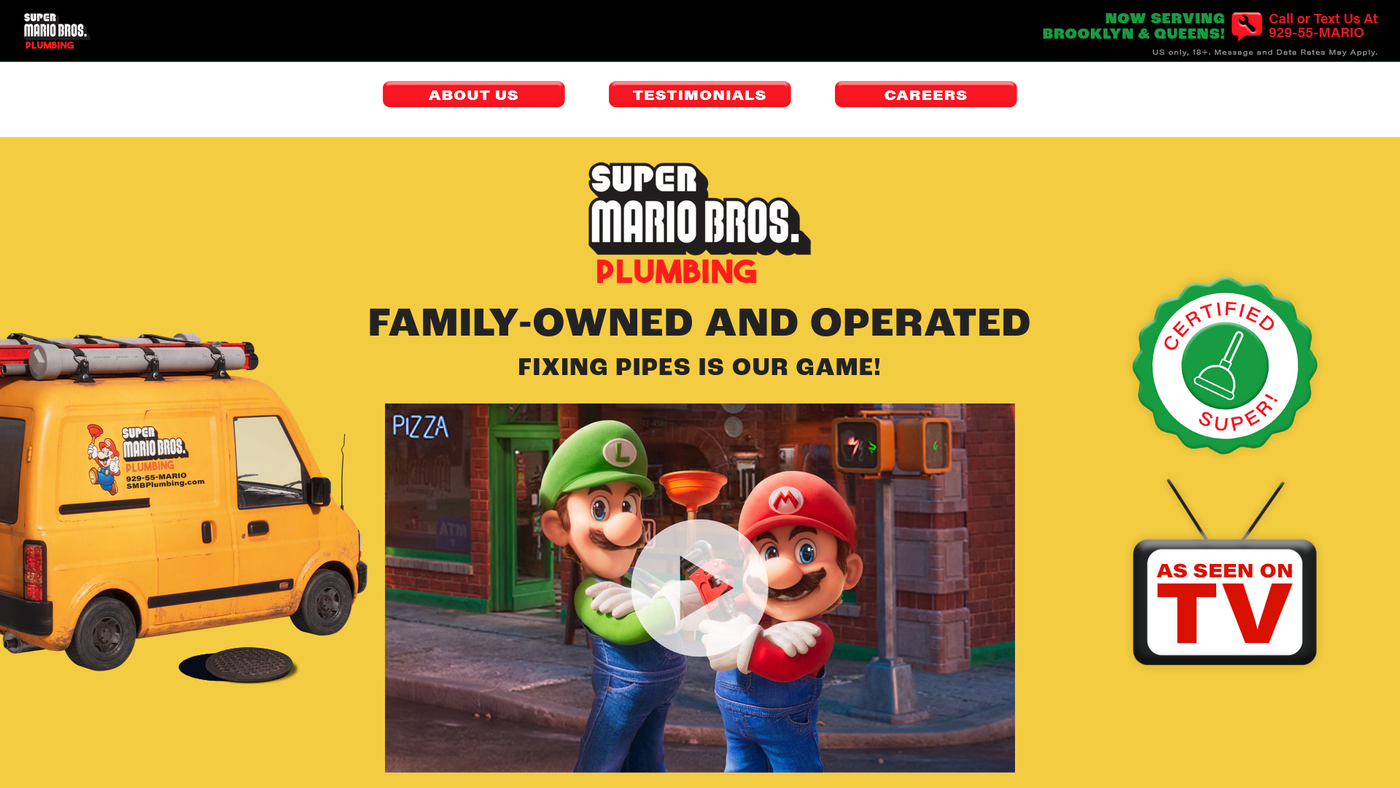 SUPER
MARIO BROS.
PLUMBING
NOW SERVING
BROOKLYN & QUEENS!
Call or Text Us At
929-55-MARIO
US only, 18+. Message and Data Rates May Apply.
ABOUT US
TESTIMONIALS
CAREERS
SUPER
MARIO BROS.
PLUMBING
FAMILY-OWNED AND OPERATED
FIXING PIPES IS OUR GAME!
SUPER
MARIO BROS.
PLUMBING
929-55-MARIO
SMBPlumbing.com
PIZZA
ATM
L
M
CERTIFIED
SUPER!
AS SEEN ON
TV